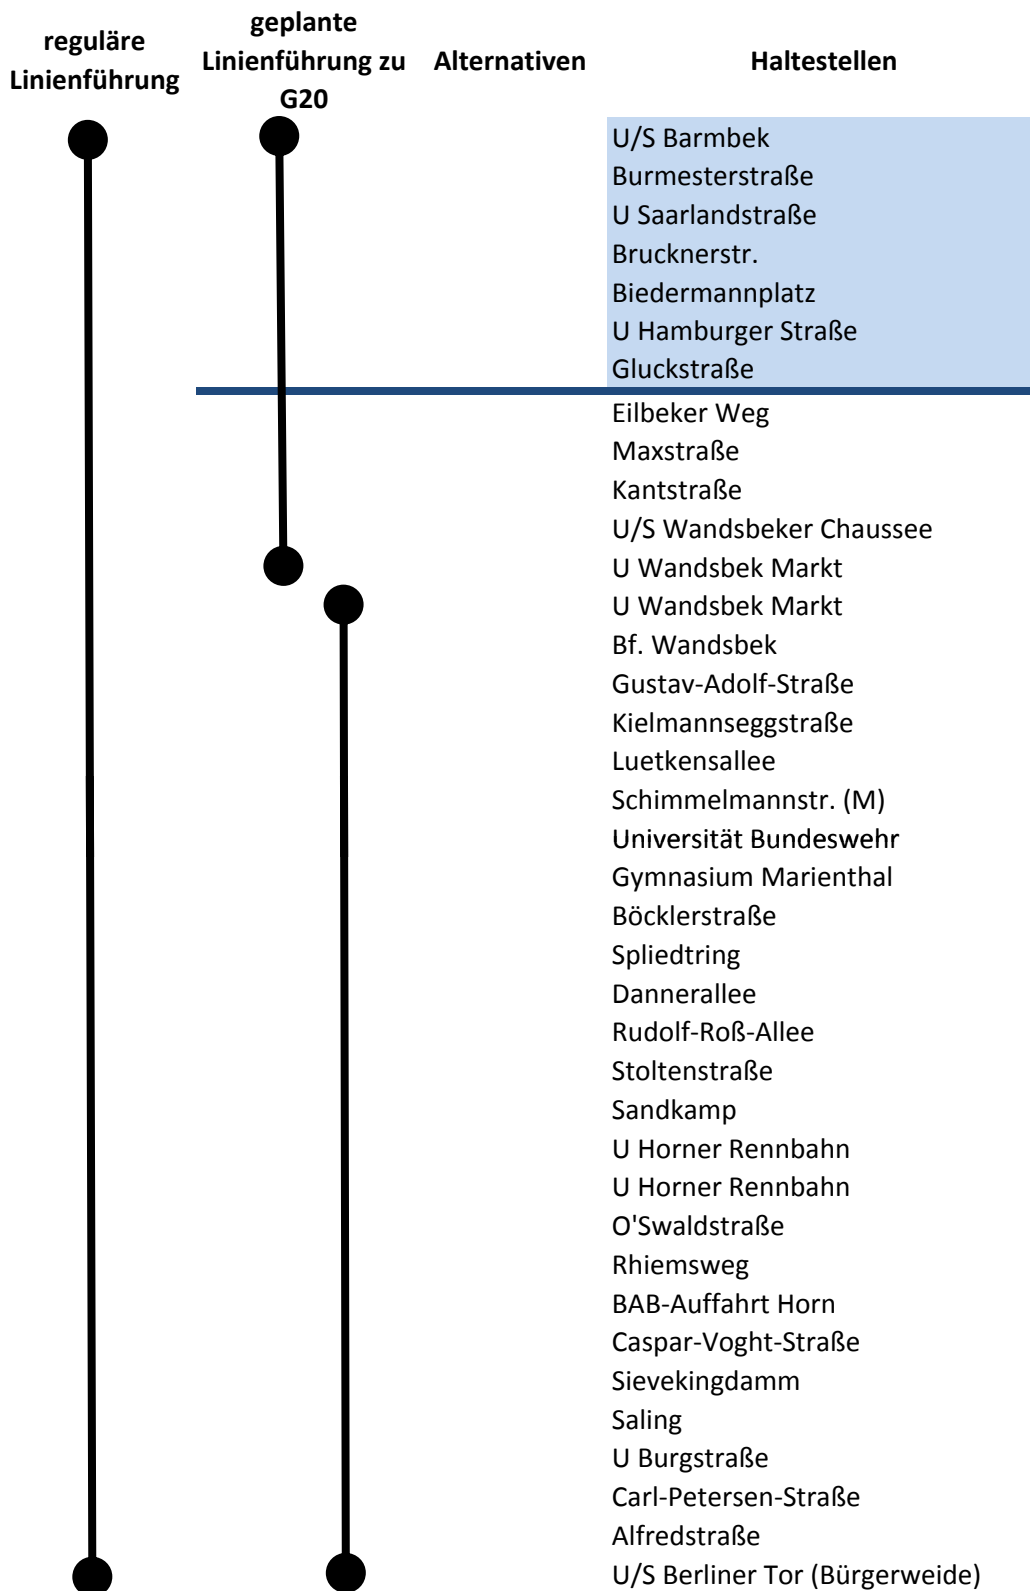 reguläre
Linienführung
geplante
Linienführung zu
G20
Alternativen
Haltestellen
U/S Barmbek
Burmesterstraße
U Saarlandstraße
Brucknerstr.
Biedermannplatz
U Hamburger Straße
Gluckstraße
Eilbeker Weg
Maxstraße
Kantstraße
U/S Wandsbeker Chaussee
U Wandsbek Markt
U Wandsbek Markt
Bf. Wandsbek
Gustav-Adolf-Straße
Kielmannseggstraße
Luetkensallee
Schimmelmannstr. (M)
Universität Bundeswehr
Gymnasium Marienthal
Böcklerstraße
Spliedtring
Dannerallee
Rudolf-Roß-Allee
Stoltenstraße
Sandkamp
U Horner Rennbahn
U Horner Rennbahn
O'Swaldstraße
Rhiemsweg
BAB-Auffahrt Horn
Caspar-Voght-Straße
Sievekingdamm
Saling
U Burgstraße
Carl-Petersen-Straße
Alfredstraße
U/S Berliner Tor (Bürgerweide)